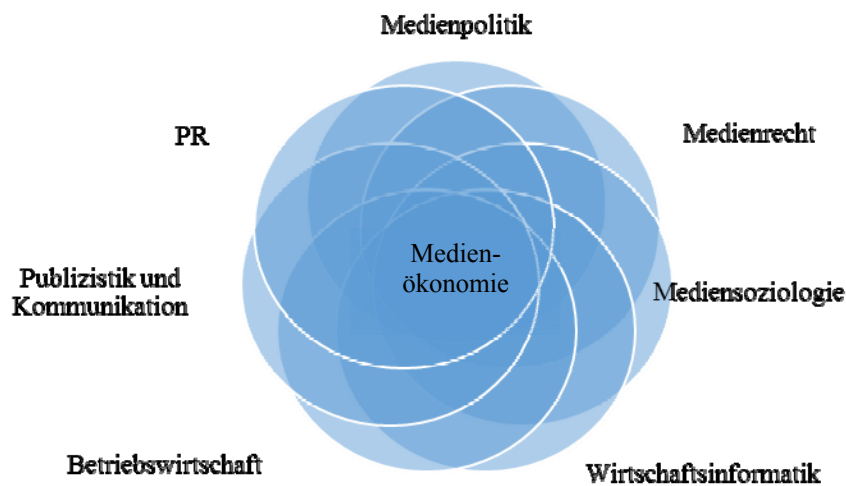 Medienpolitik
PR
Medienrecht
Medien-
ökonomie
Publizistik und
Kommunikation
Mediensoziologie
Betriebswirtschaft
Wirtschaftsinformatik